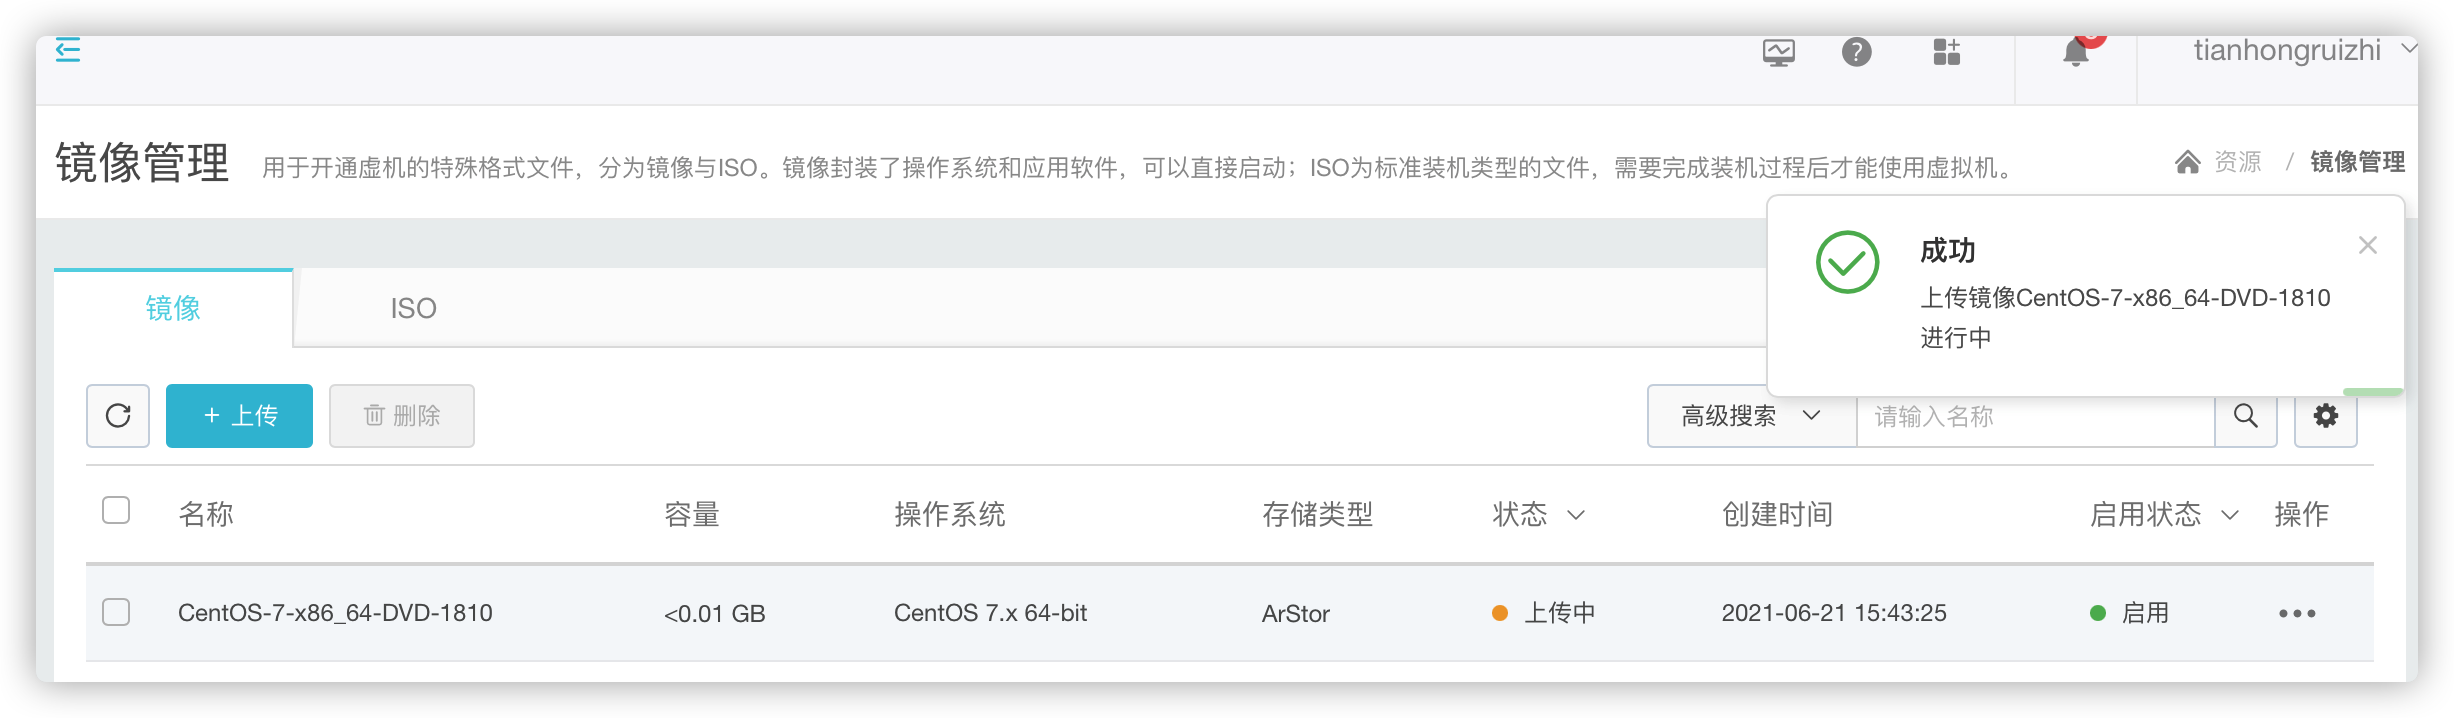 tianhongruizhi
镜像管理 用于开通虚机的特殊格式文件，分为镜像与ISO。镜像封装了操作系统和应用软件，可以直接启动；ISO为标准装机类型的文件，需要完成装机过程后才能使用虚拟机。 资源 / 镜像管理
成功
上传镜像CentOS-7-x86_64-DVD-1810
进行中
镜像 ISO
+ 上传 删除 高级搜索 请输入名称
名称 容量 操作系统 存储类型 状态 创建时间 启用状态 操作
CentOS-7-x86_64-DVD-1810 <0.01 GB CentOS 7.x 64-bit ArStor 上传中 2021-06-21 15:43:25 启用